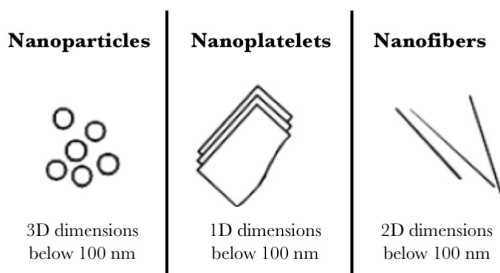 Nanoparticles
3D dimensions
below 100 nm
Nanoplatelets
1D dimensions
below 100 nm
Nanofibers
2D dimensions
below 100 nm